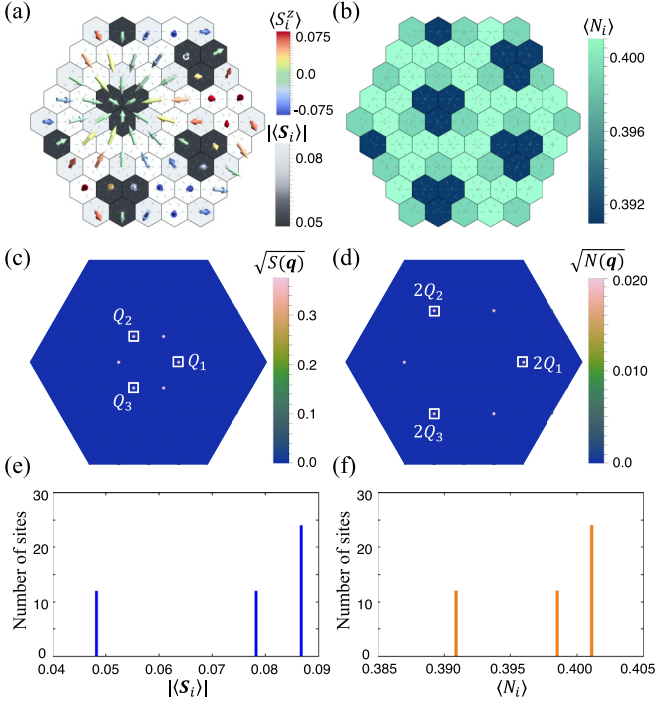 (a)
⟨S_i^z⟩
0.075
0.0
-0.075
|⟨S_i⟩|
0.08
0.05
(b)
⟨N_i⟩
0.400
0.396
0.392
(c)
√S(q)
Q_2
Q_1
Q_3
0.3
0.2
0.1
0.0
(d)
√N(q)
2Q_2
2Q_1
2Q_3
0.020
0.010
0.0
(e)
Number of sites
30
20
10
0
0.04 0.05 0.06 0.07 0.08 0.09
|⟨S_i⟩|
(f)
Number of sites
30
20
10
0
0.385 0.390 0.395 0.400 0.405
⟨N_i⟩